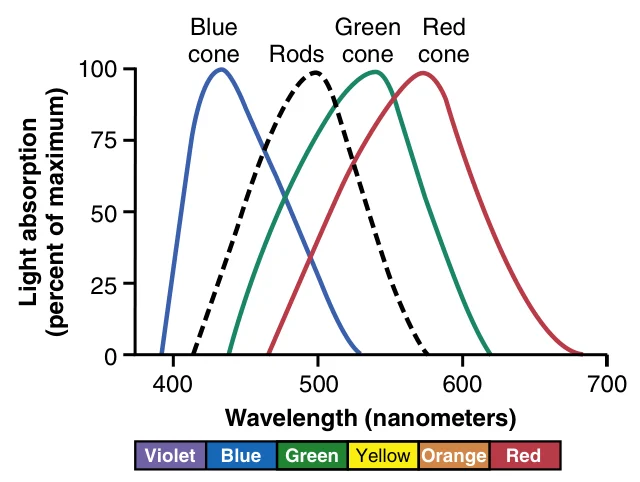 Blue
cone
Rods
Green
cone
Red
cone
Light absorption
(percent of maximum)
100
75
50
25
0
400
500
600
700
Wavelength (nanometers)
Violet
Blue
Green
Yellow
Orange
Red